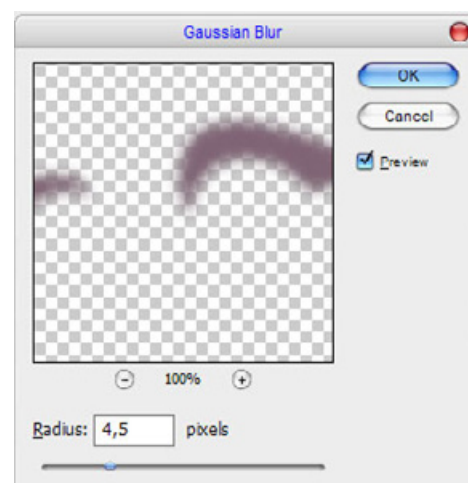 Gaussian Blur
OK
Cancel
Preview
100%
Radius: 4,5 pixels